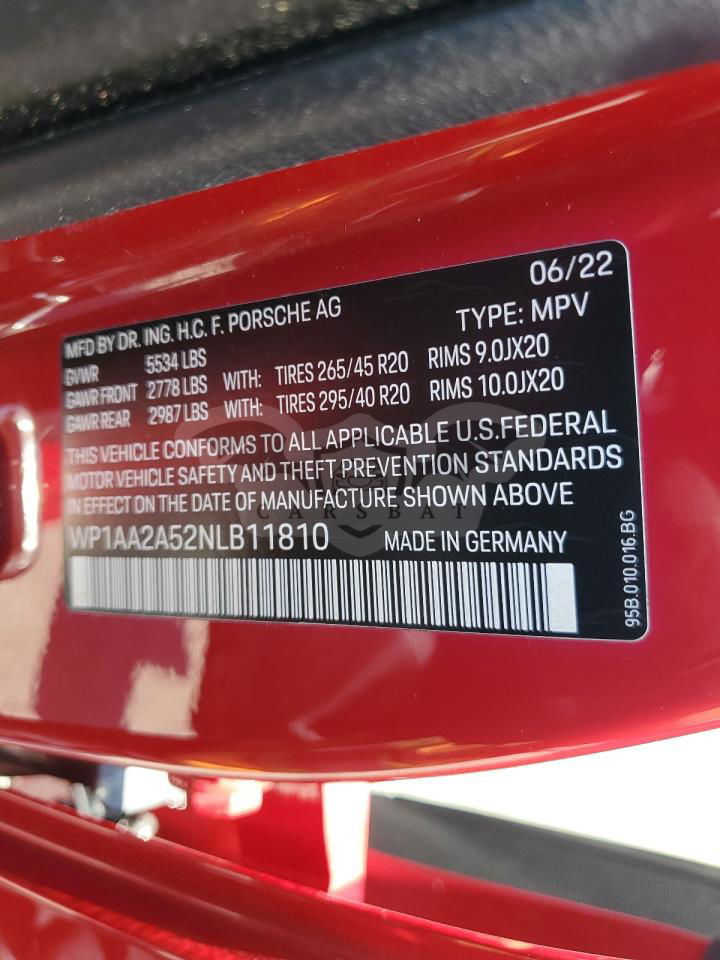 06/22
MFD BY DR. ING. H.C. F. PORSCHE AG TYPE: MPV
GVWR 5534 LBS
GAWR FRONT 2778 LBS WITH: TIRES 265/45 R20 RIMS 9.0JX20
GAWR REAR 2987 LBS WITH: TIRES 295/40 R20 RIMS 10.0JX20
THIS VEHICLE CONFORMS TO ALL APPLICABLE U.S.FEDERAL
MOTOR VEHICLE SAFETY AND THEFT PREVENTION STANDARDS
IN EFFECT ON THE DATE OF MANUFACTURE SHOWN ABOVE
CARSBAT
WP1AA2A52NLB11810 MADE IN GERMANY
95B.010.016.BG